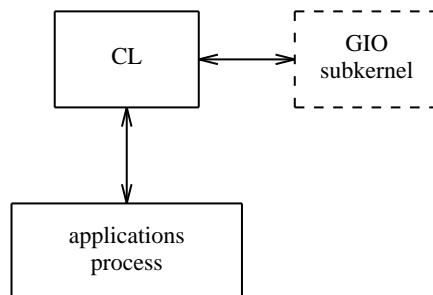 CL
GIO
subkernel
applications
process